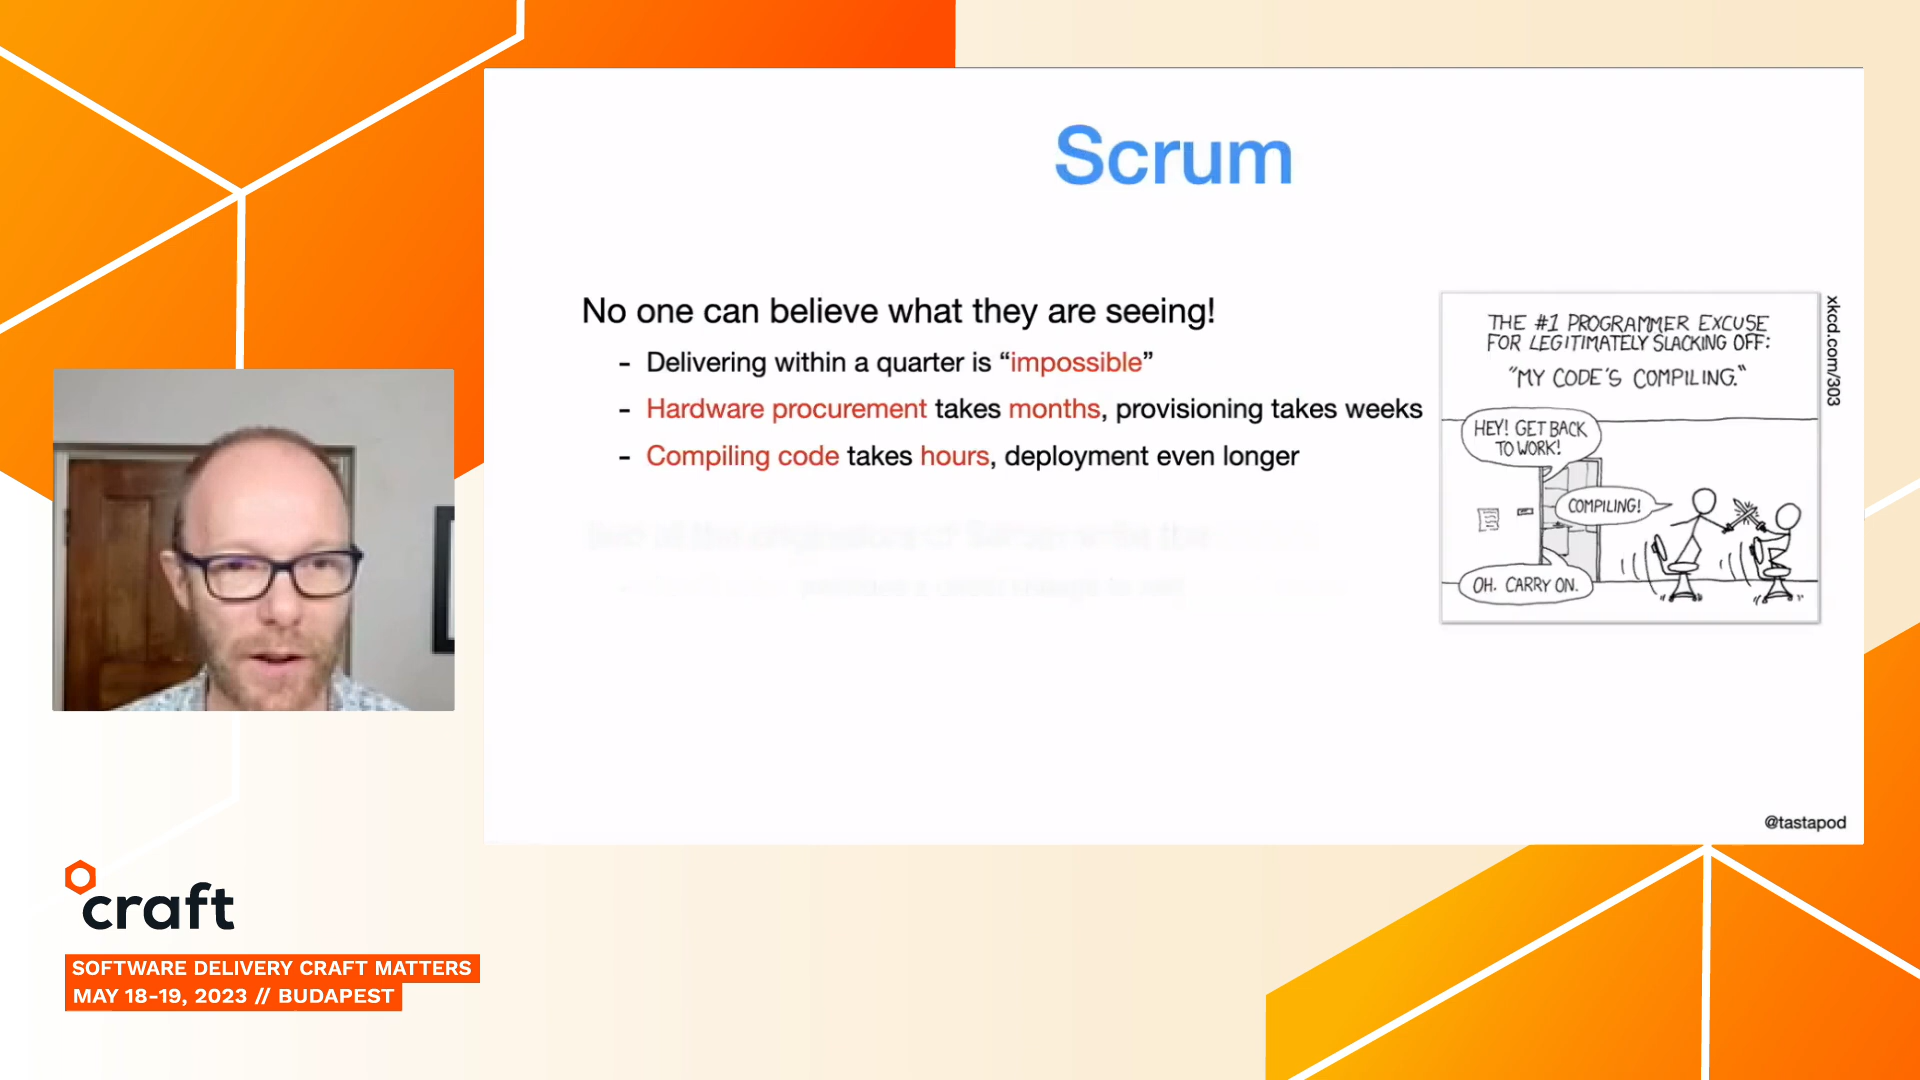 Scrum
No one can believe what they are seeing!
- Delivering within a quarter is “impossible”
- Hardware procurement takes months, provisioning takes weeks
- Compiling code takes hours, deployment even longer
THE #1 PROGRAMMER EXCUSE
FOR LEGITIMATELY SLACKING OFF:
"MY CODE'S COMPILING."
HEY! GET BACK
TO WORK!
COMPILING!
OH. CARRY ON.
xkcd.com/303
@tastapod
craft
SOFTWARE DELIVERY CRAFT MATTERS
MAY 18-19, 2023 // BUDAPEST